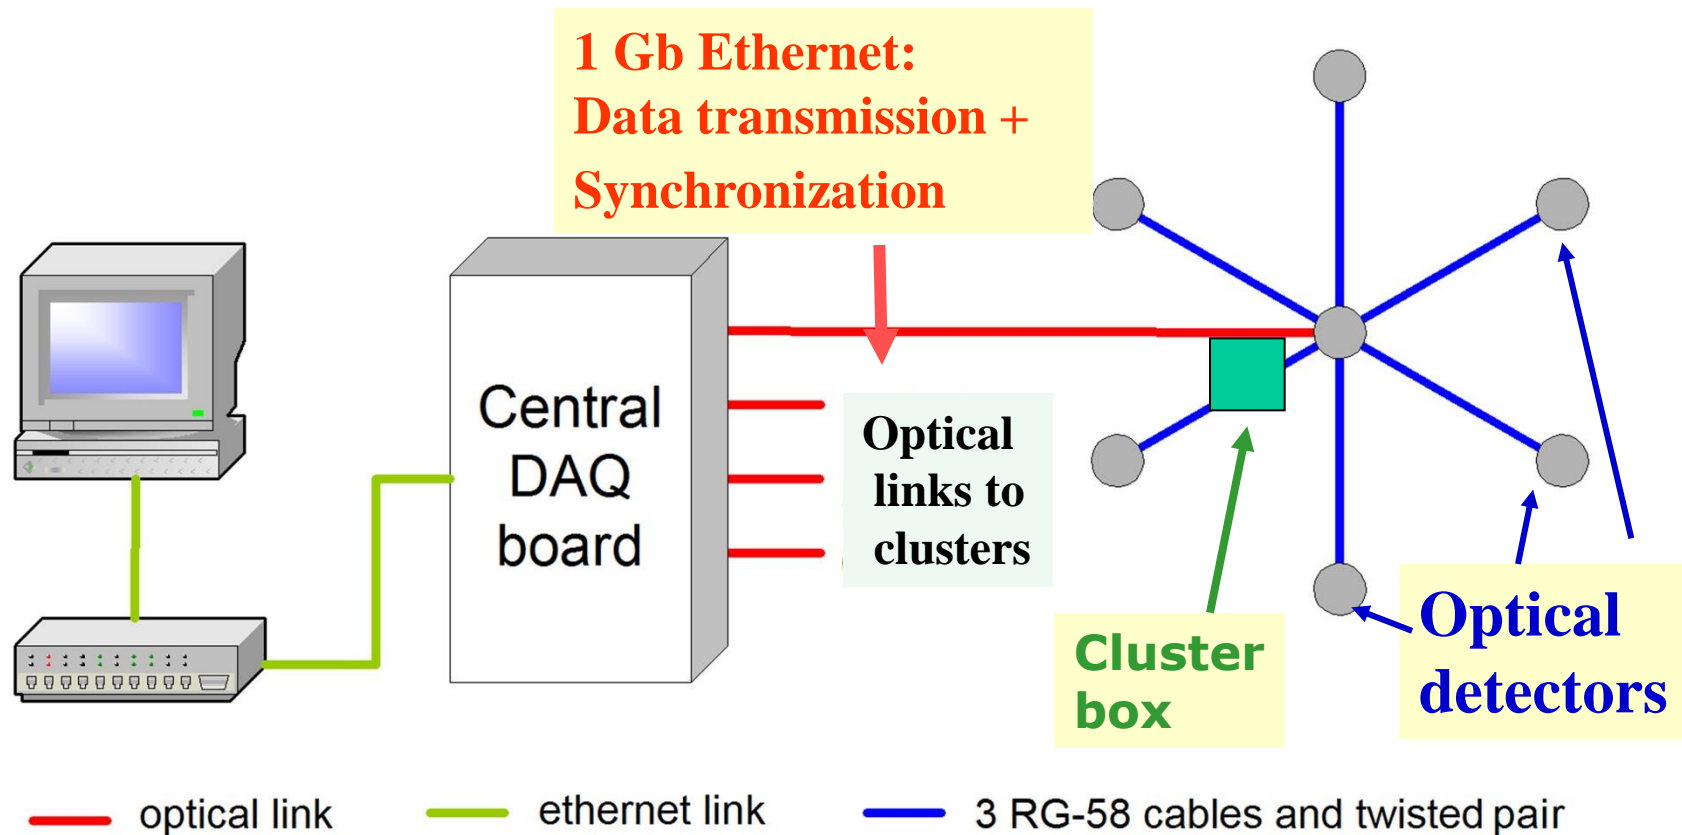 1 Gb Ethernet:
Data transmission +
Synchronization
Central
DAQ
board
Optical
links to
clusters
Cluster
box
Optical
detectors
optical link
ethernet link
3 RG-58 cables and twisted pair